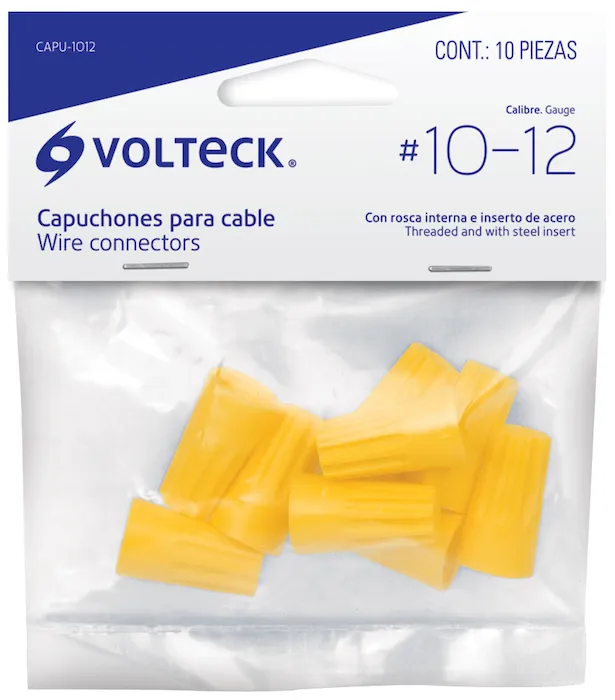 CAPU-1012
CONT.: 10 PIEZAS
Calibre. Gauge
VOLTECK®
#10-12
Capuchones para cable
Wire connectors
Con rosca interna e inserto de acero
Threaded and with steel insert